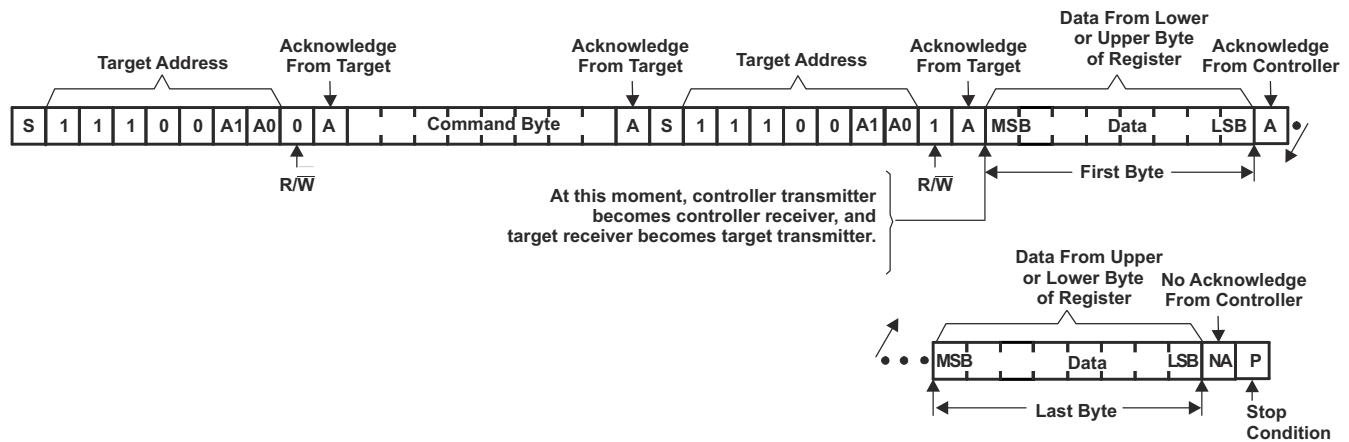 Data From Lower
or Upper Byte
of Register
Acknowledge
From Target
Acknowledge
From Target
Acknowledge
From Target
Acknowledge
From Controller
Target Address
Target Address
S 1 1 1 0 0 A1 A0 0 A Command Byte A S 1 1 1 0 0 A1 A0 1 A MSB Data LSB A
R/W̅
R/W̅
First Byte
At this moment, controller transmitter
becomes controller receiver, and
target receiver becomes target transmitter.
Data From Upper
or Lower Byte
of Register
No Acknowledge
From Controller
MSB Data LSB NA P
Last Byte
Stop
Condition